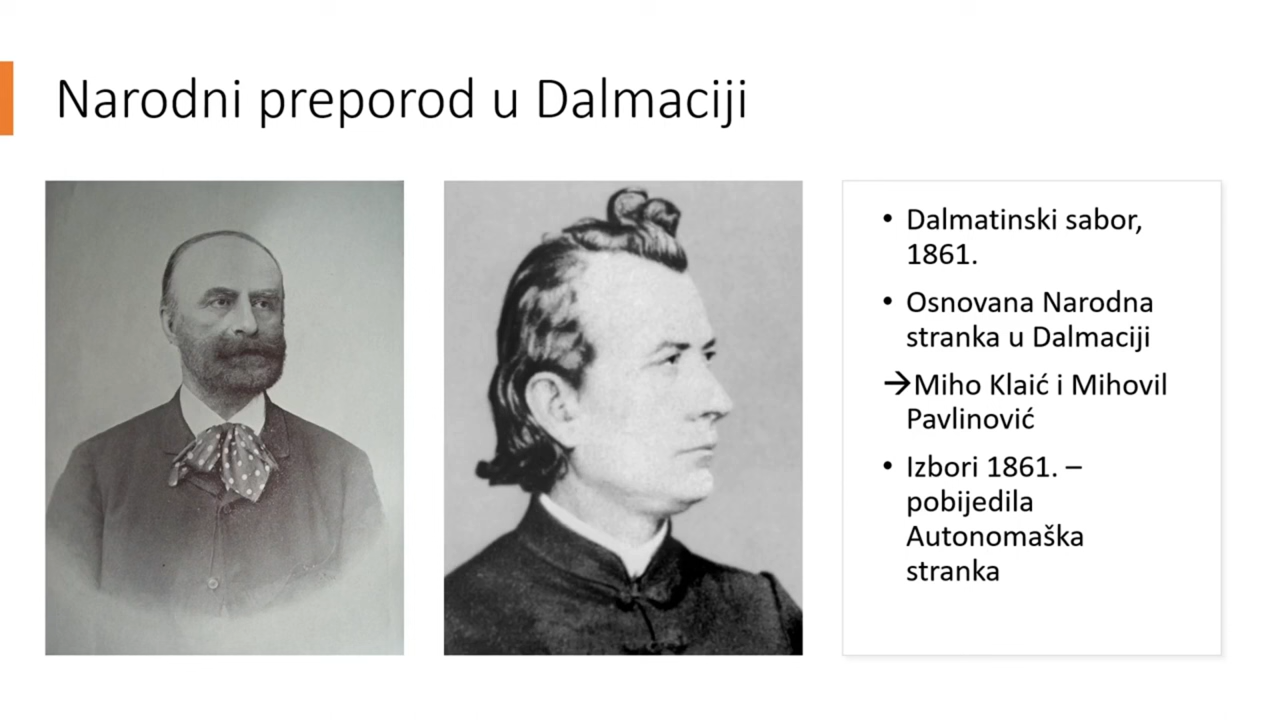 Narodni preporod u Dalmaciji
• Dalmatinski sabor,
1861.
• Osnovana Narodna
stranka u Dalmaciji
→Miho Klaić i Mihovil
Pavlinović
• Izbori 1861. –
pobijedila
Autonomaška
stranka